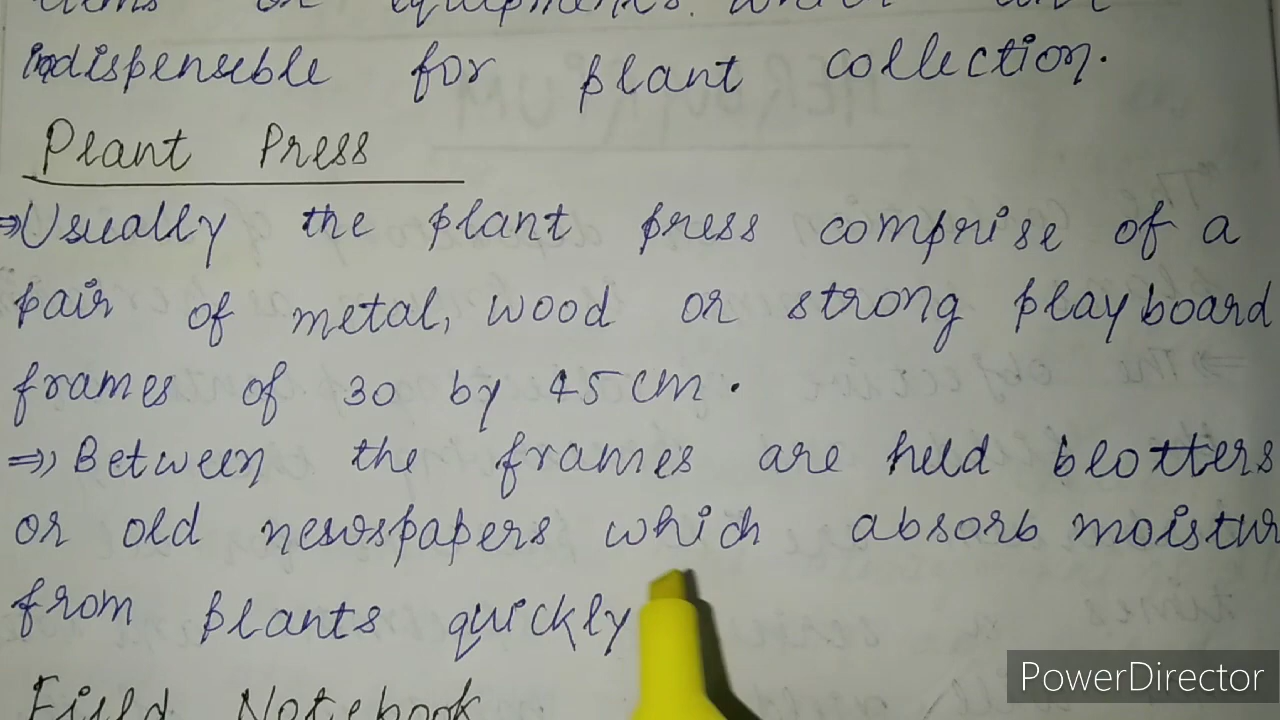 indispensible for plant collection.
Plant Press
⇒ Usually the plant press comprise of a
pair of metal, wood or strong playboard
frames of 30 by 45 cm.
⇒ Between the frames are held blotters
or old newspapers which absorb moistur
from plants quickly
Field Notebook
PowerDirector